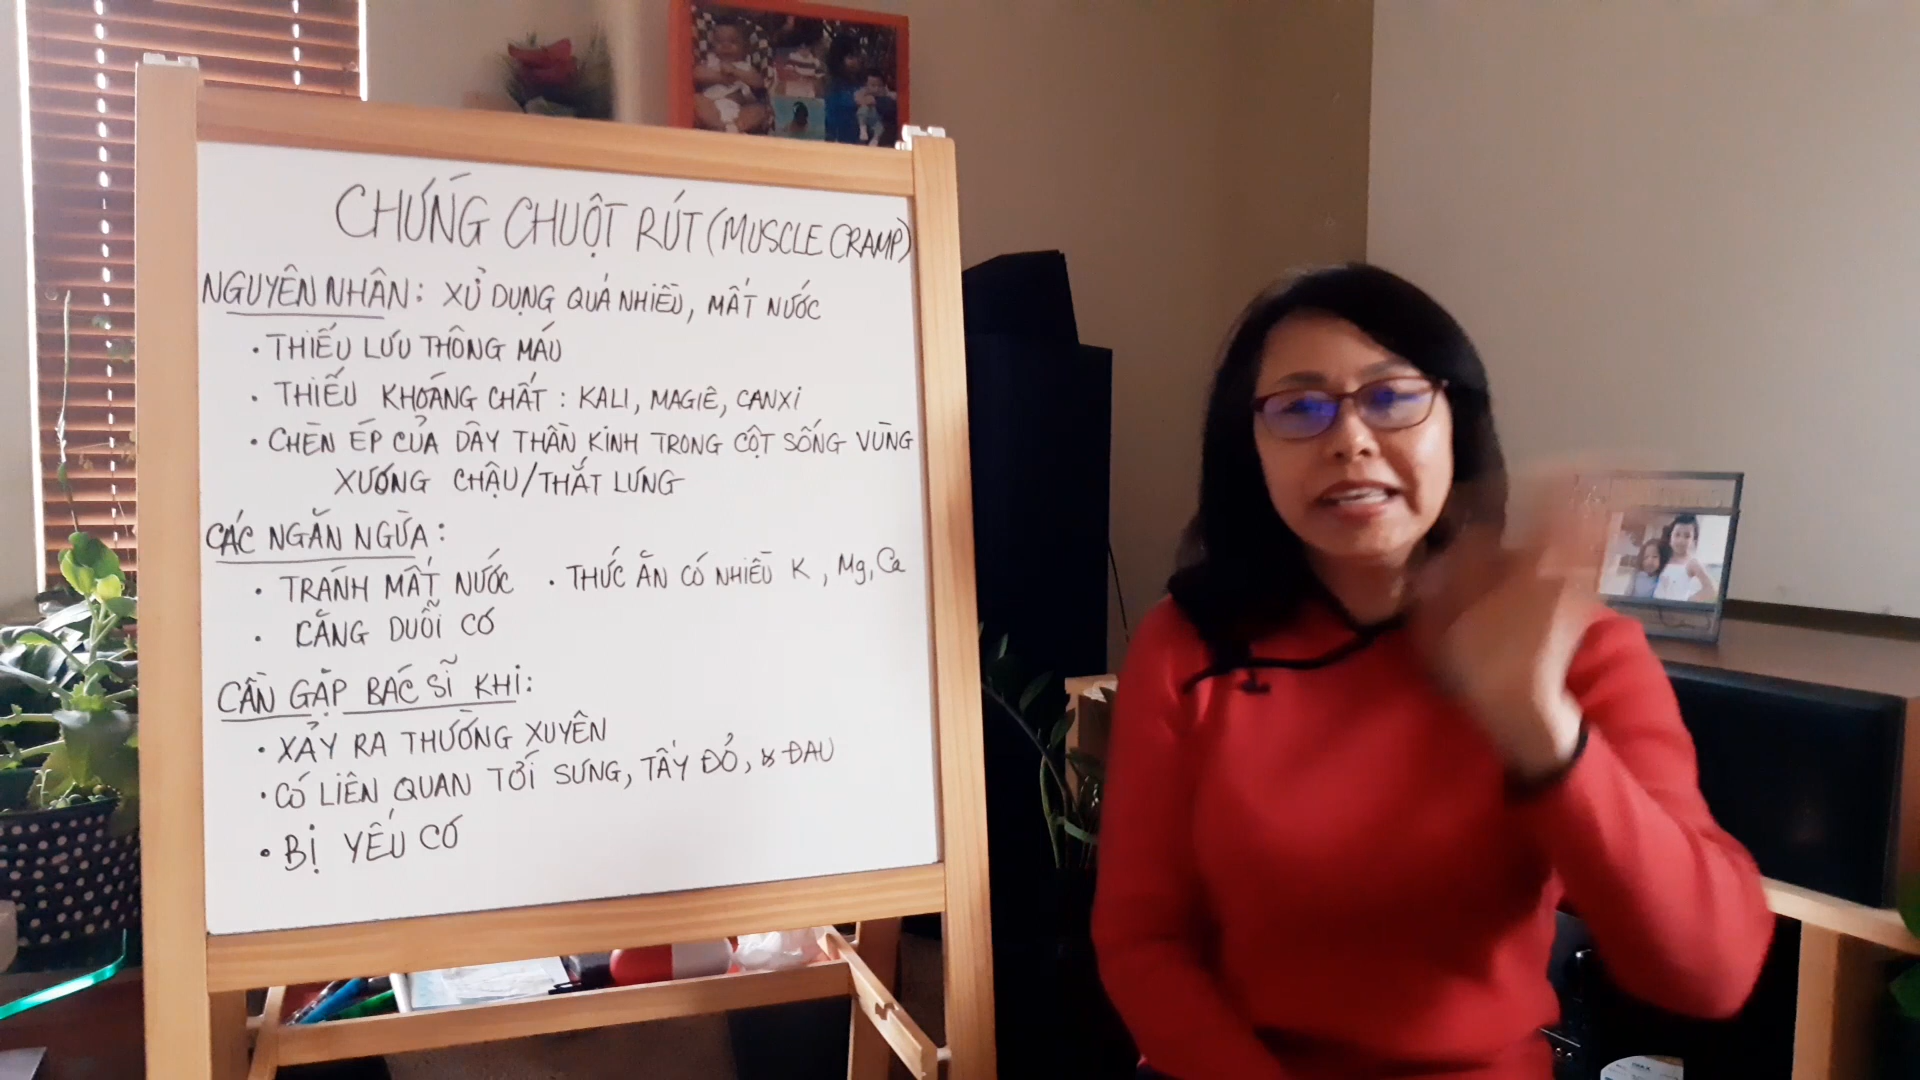 CHỨNG CHUỘT RÚT (MUSCLE CRAMP)
NGUYÊN NHÂN: XỬ DỤNG QUÁ NHIỀU, MẤT NƯỚC
• THIẾU LƯU THÔNG MÁU
• THIẾU KHOÁNG CHẤT : KALI, MAGIÊ, CANXI
• CHÈN ÉP CỦA DÂY THẦN KINH TRONG CỘT SỐNG VÙNG
XƯƠNG CHẬU/THẮT LƯNG
CÁC NGĂN NGỪA:
• TRÁNH MẤT NƯỚC • THỨC ĂN CÓ NHIỀU K, Mg, Ca
• CĂNG DUỖI CƠ
CẦN GẶP BÁC SĨ KHI:
• XẢY RA THƯỜNG XUYÊN
• CÓ LIÊN QUAN TỚI SƯNG, TẤY ĐỎ, & ĐAU
• BỊ YẾU CƠ